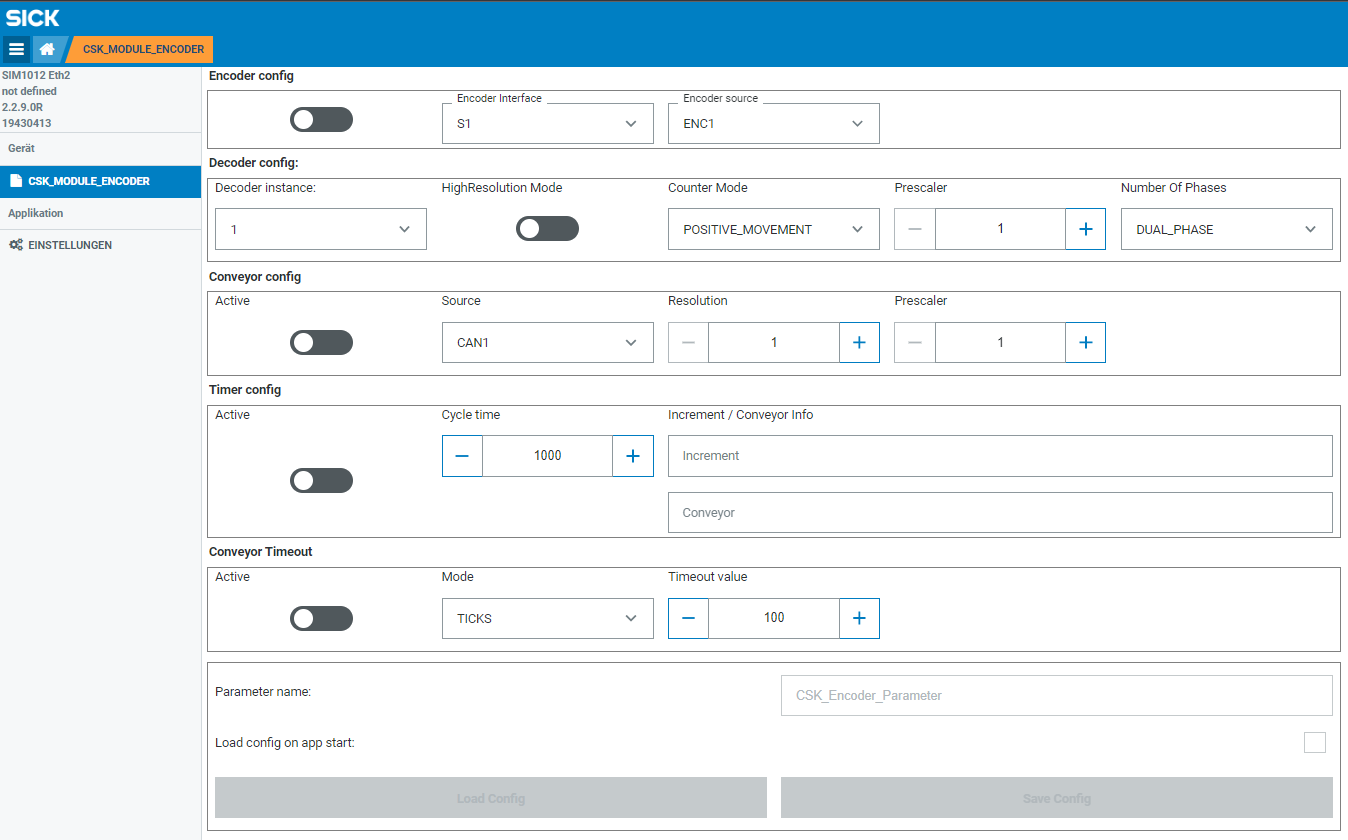 SICK
CSK_MODULE_ENCODER
SIM1012 Eth2
not defined
2.2.9.0R
19430413
Gerät
CSK_MODULE_ENCODER
Applikation
EINSTELLUNGEN
Encoder config
Encoder Interface
Encoder source
S1
ENC1
Decoder config:
Decoder instance:
HighResolution Mode
Counter Mode
Prescaler
Number Of Phases
1
POSITIVE_MOVEMENT
1
DUAL_PHASE
Conveyor config
Active
Source
Resolution
Prescaler
CAN1
1
1
Timer config
Active
Cycle time
Increment / Conveyor Info
1000
Increment
Conveyor
Conveyor Timeout
Active
Mode
Timeout value
TICKS
100
Parameter name:
CSK_Encoder_Parameter
Load config on app start:
Load Config
Save Config